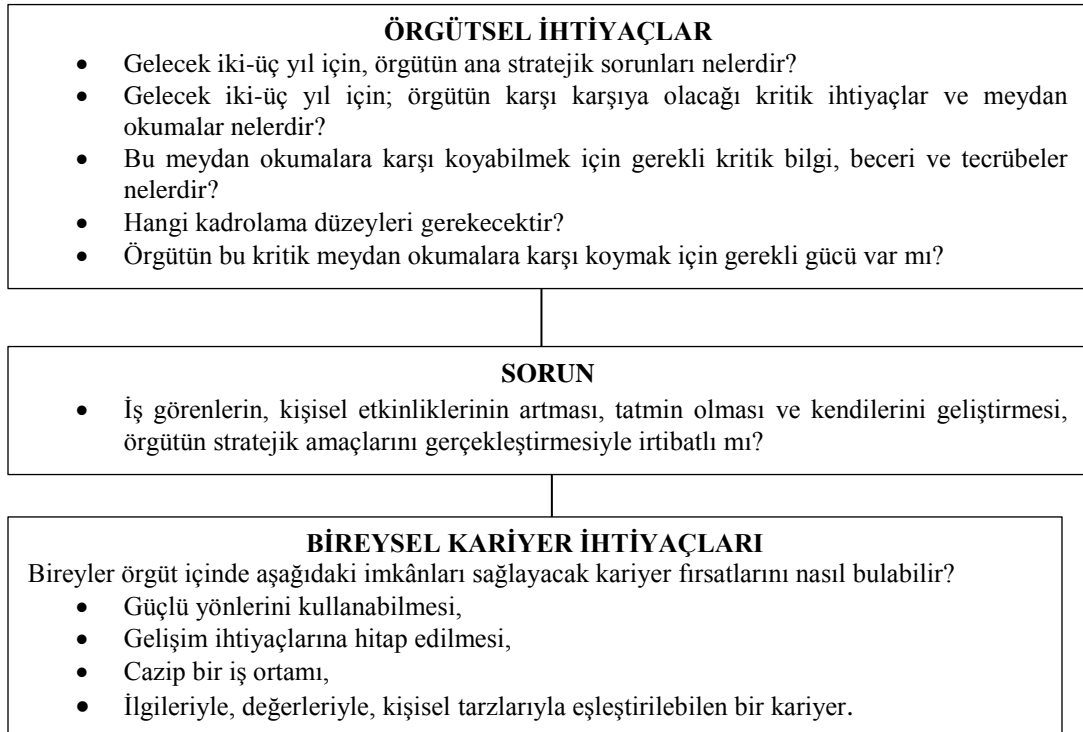 ÖRGÜTSEL İHTİYAÇLAR
• Gelecek iki-üç yıl için, örgütün ana stratejik sorunları nelerdir?
• Gelecek iki-üç yıl için; örgütün karşı karşıya olacağı kritik ihtiyaçlar ve meydan
okumalar nelerdir?
• Bu meydan okumalara karşı koyabilmek için gerekli kritik bilgi, beceri ve tecrübeler
nelerdir?
• Hangi kadrolama düzeyleri gerekecektir?
• Örgütün bu kritik meydan okumalara karşı koymak için gerekli gücü var mı?
SORUN
• İş görenlerin, kişisel etkinliklerinin artması, tatmin olması ve kendilerini geliştirmesi,
örgütün stratejik amaçlarını gerçekleştirmesiyle irtibatlı mı?
BİREYSEL KARİYER İHTİYAÇLARI
Bireyler örgüt içinde aşağıdaki imkânları sağlayacak kariyer fırsatlarını nasıl bulabilir?
• Güçlü yönlerini kullanabilmesi,
• Gelişim ihtiyaçlarına hitap edilmesi,
• Cazip bir iş ortamı,
• İlgileriyle, değerleriyle, kişisel tarzlarıyla eşleştirilebilen bir kariyer.